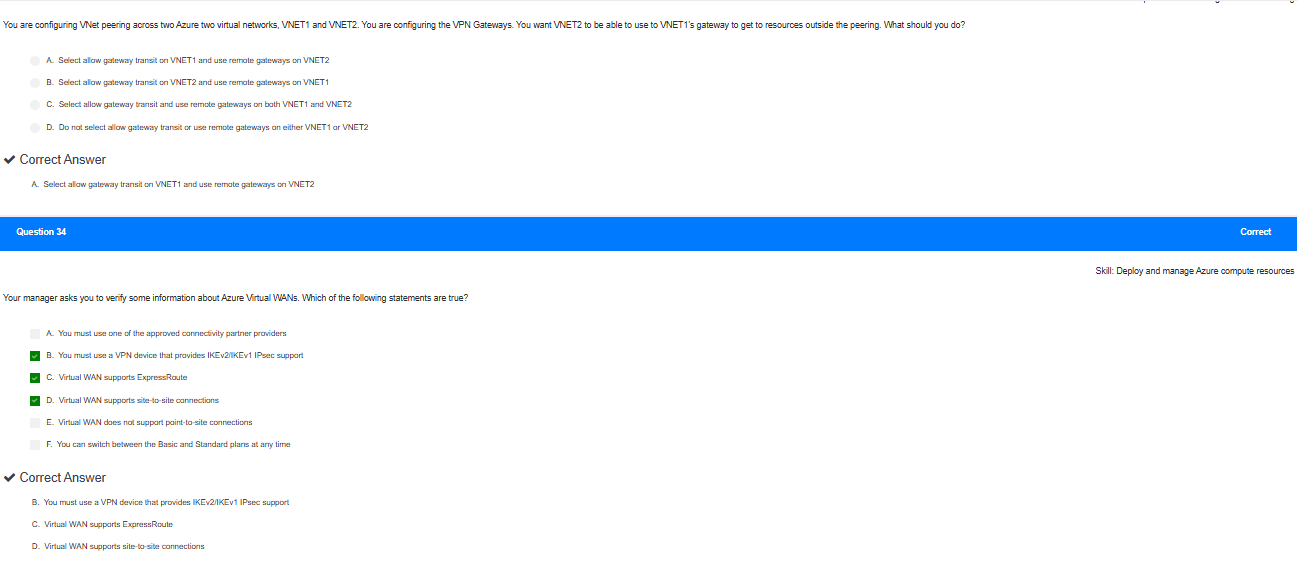 You are configuring VNet peering across two Azure two virtual networks, VNET1 and VNET2. You are configuring the VPN Gateways. You want VNET2 to be able to use to VNET1's gateway to get to resources outside the peering. What should you do?
A. Select allow gateway transit on VNET1 and use remote gateways on VNET2
B. Select allow gateway transit on VNET2 and use remote gateways on VNET1
C. Select allow gateway transit and use remote gateways on both VNET1 and VNET2
D. Do not select allow gateway transit or use remote gateways on either VNET1 or VNET2
Correct Answer
A. Select allow gateway transit on VNET1 and use remote gateways on VNET2
Question 34 Correct
Skill: Deploy and manage Azure compute resources
Your manager asks you to verify some information about Azure Virtual WANs. Which of the following statements are true?
A. You must use one of the approved connectivity partner providers
B. You must use a VPN device that provides IKEv2/IKEv1 IPsec support
C. Virtual WAN supports ExpressRoute
D. Virtual WAN supports site-to-site connections
E. Virtual WAN does not support point-to-site connections
F. You can switch between the Basic and Standard plans at any time
Correct Answer
B. You must use a VPN device that provides IKEv2/IKEv1 IPsec support
C. Virtual WAN supports ExpressRoute
D. Virtual WAN supports site-to-site connections